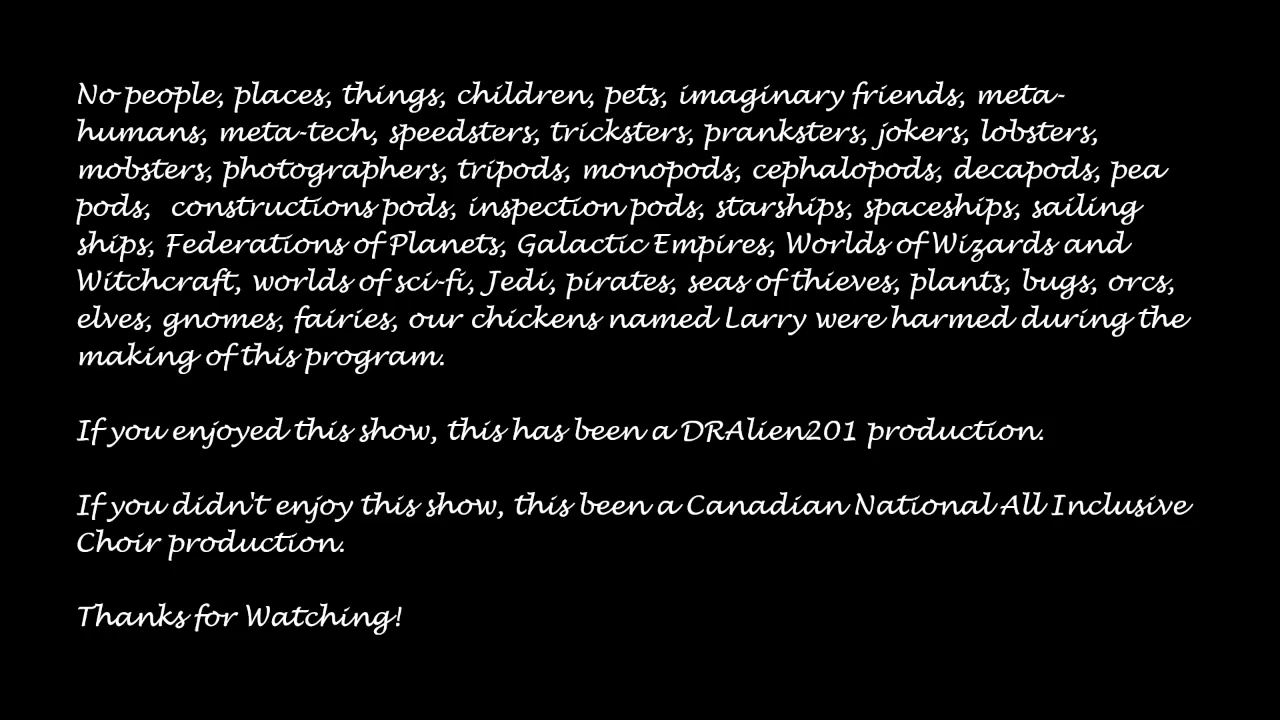 No people, places, things, children, pets, imaginary friends, meta-
humans, meta-tech, speedsters, tricksters, pranksters, jokers, lobsters,
mobsters, photographers, tripods, monopods, cephalopods, decapods, pea
pods,  constructions pods, inspection pods, starships, spaceships, sailing
ships, Federations of Planets, Galactic Empires, Worlds of Wizards and
Witchcraft, worlds of sci-fi, Jedi, pirates, seas of thieves, plants, bugs, orcs,
elves, gnomes, fairies, our chickens named Larry were harmed during the
making of this program.
If you enjoyed this show, this has been a DRAlien201 production.
If you didn't enjoy this show, this been a Canadian National All Inclusive
Choir production.
Thanks for Watching!